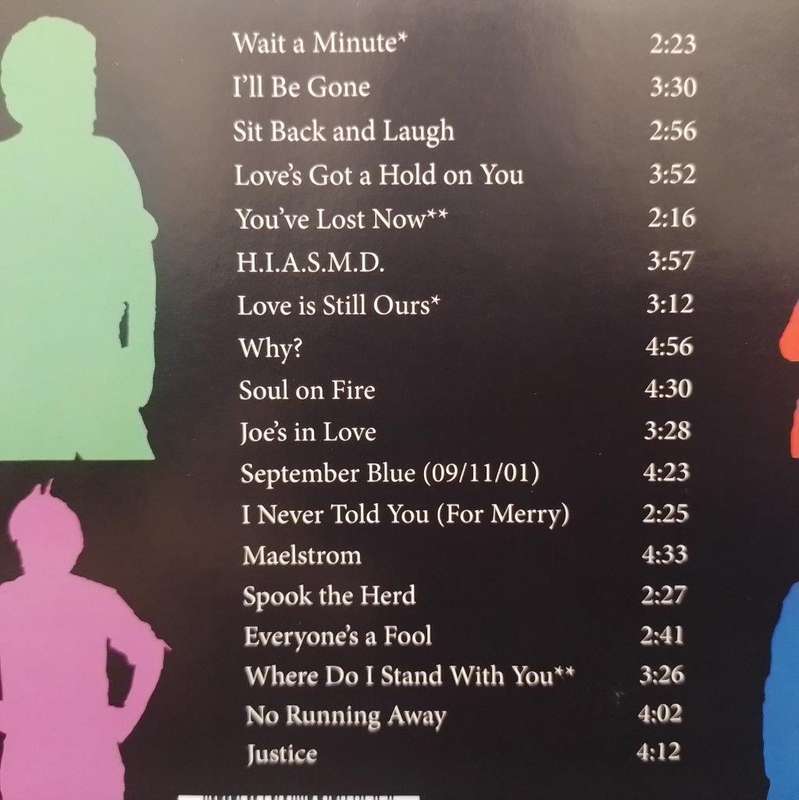 Wait a Minute* 2:23
I'll Be Gone 3:30
Sit Back and Laugh 2:56
Love's Got a Hold on You 3:52
You've Lost Now** 2:16
H.I.A.S.M.D. 3:57
Love is Still Ours* 3:12
Why? 4:56
Soul on Fire 4:30
Joe's in Love 3:28
September Blue (09/11/01) 4:23
I Never Told You (For Merry) 2:25
Maelstrom 4:33
Spook the Herd 2:27
Everyone's a Fool 2:41
Where Do I Stand With You** 3:26
No Running Away 4:02
Justice 4:12